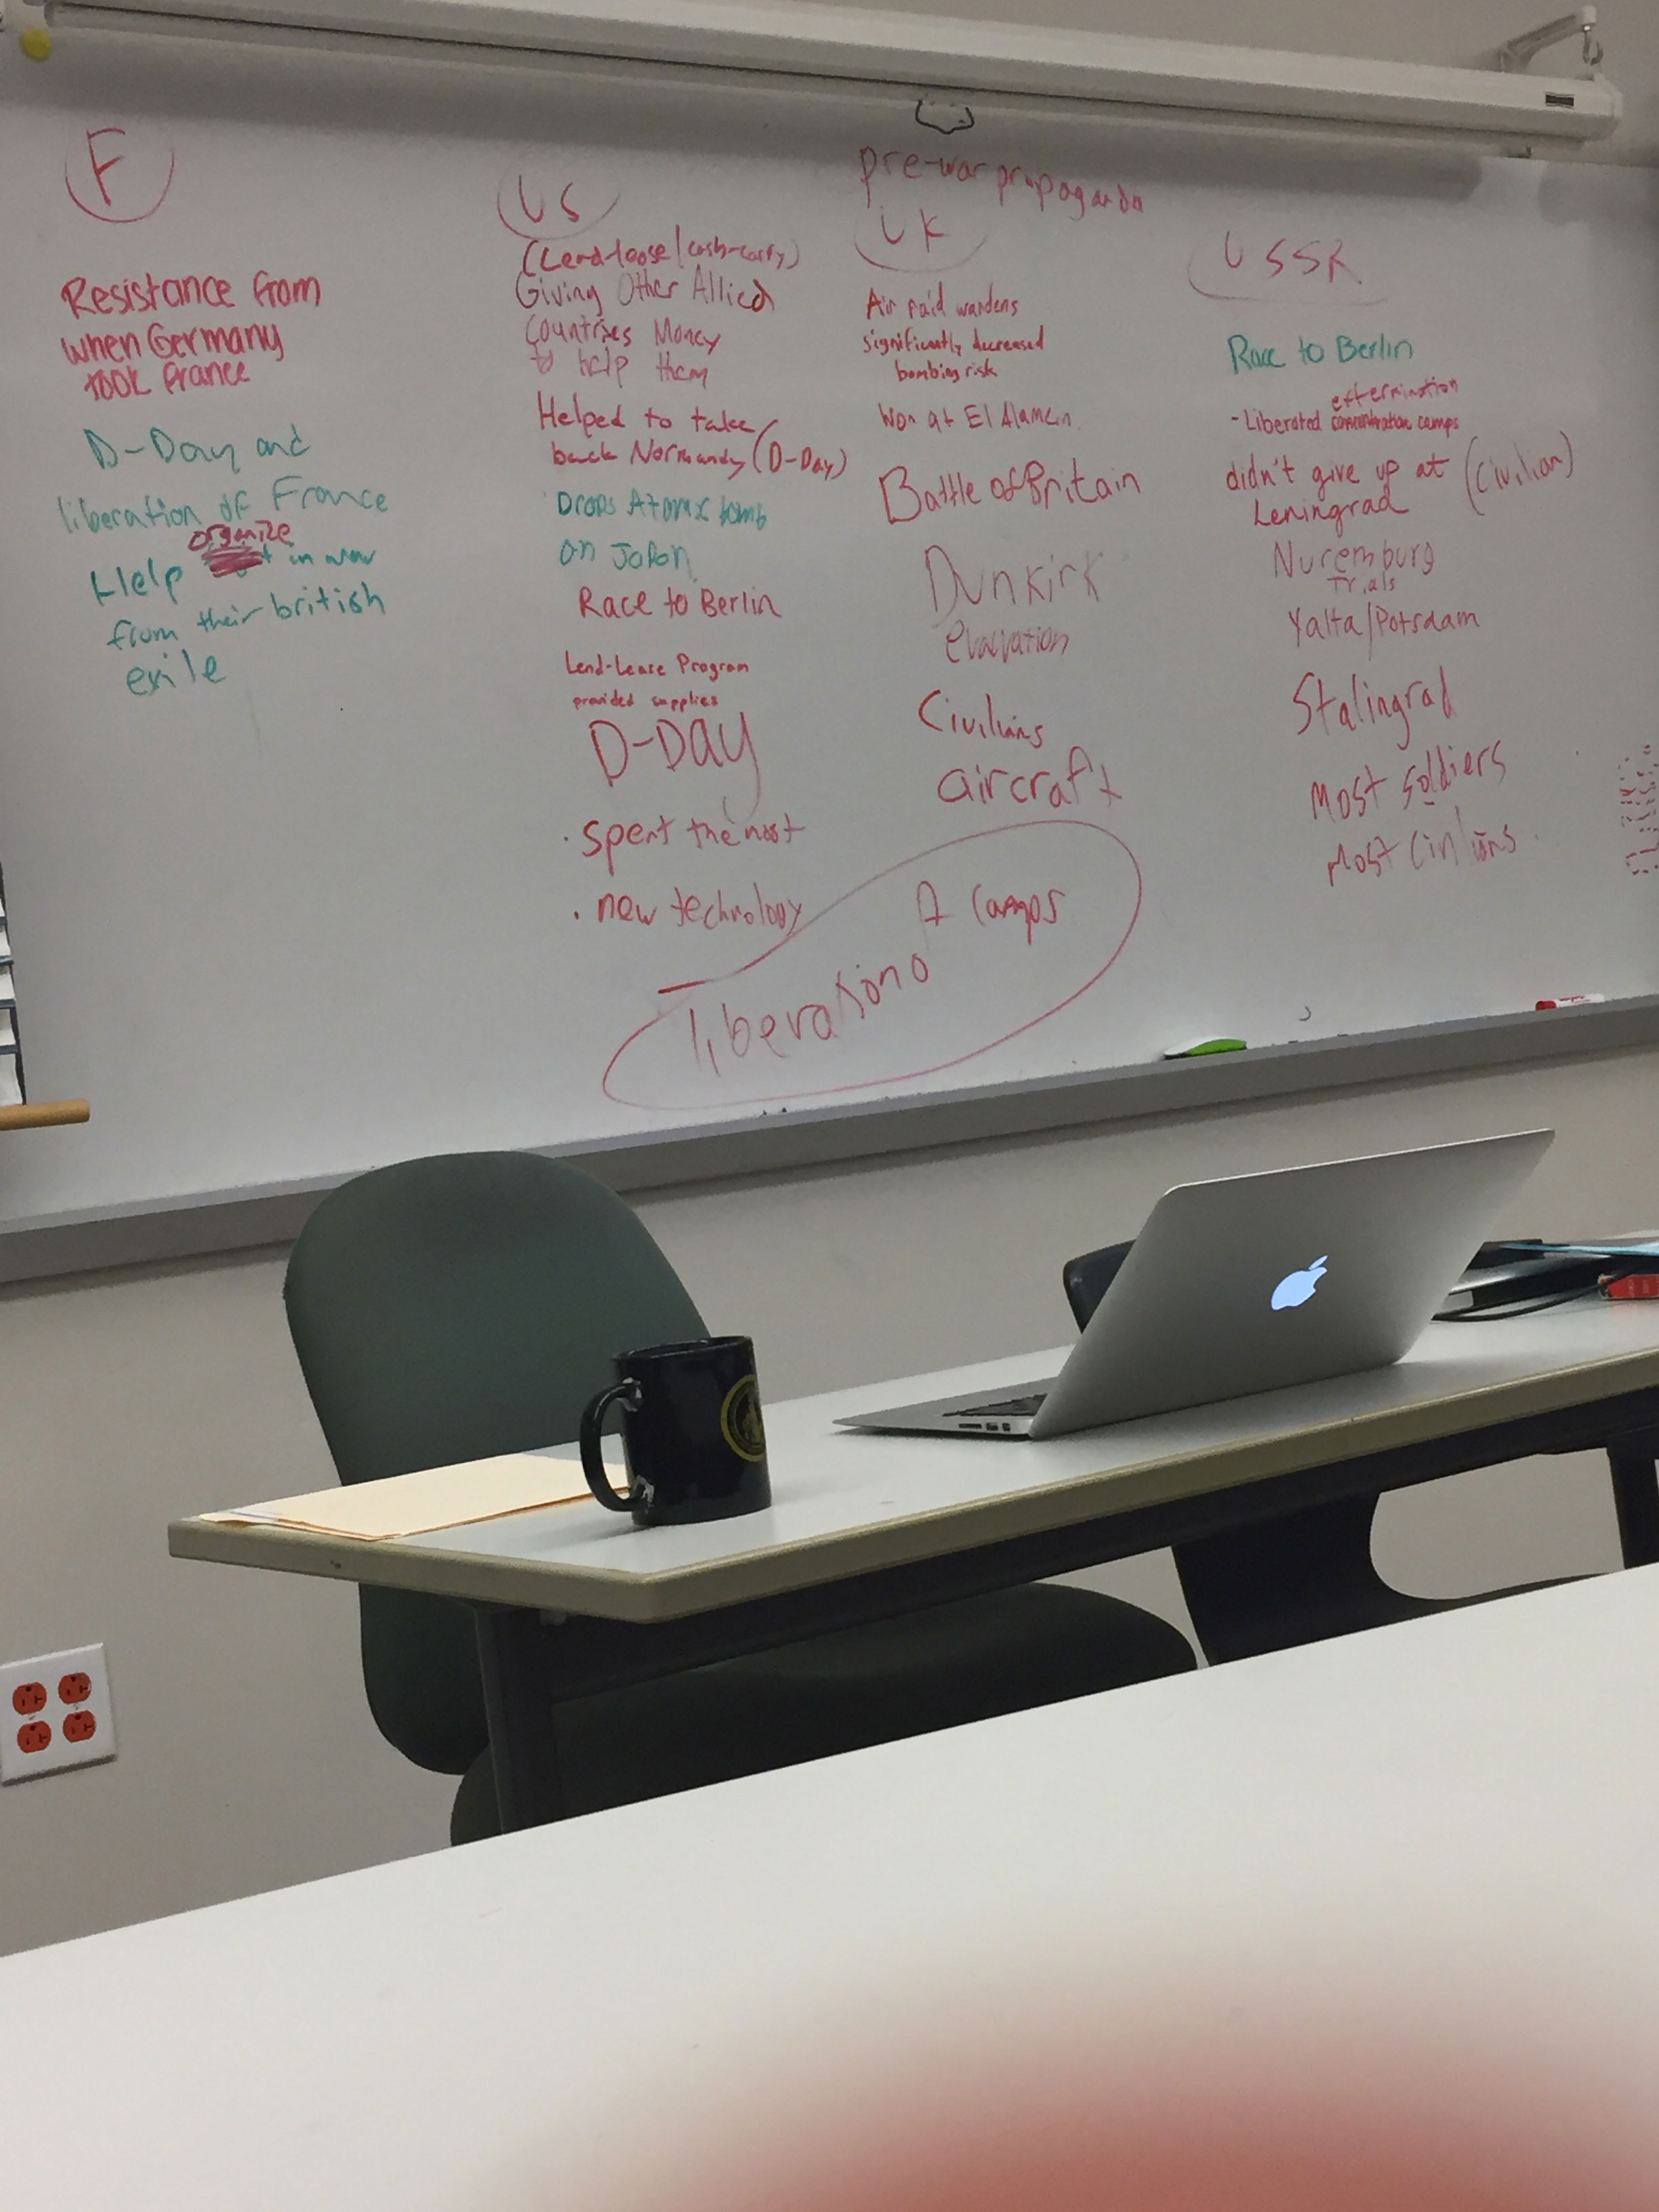 F
Resistance from
when Germany
took france
D-Day and
liberation of France
organize
Help in war
from their british
exile
US
(Lend-loose/cash-carry)
Giving Other Allied
Countries Money
to help them
Helped to take
back Normandy (D-Day)
Drops Atomic bomb
on Japan
Race to Berlin
Lend-Lease Program
provided supplies
D-Day
· spent the most
· new technology
pre-war propaganda
UK
Air raid wardens
significantly decreased
bombing risk
Won at El Alamein.
Battle of Britain
Dunkirk
evacuation
Civilians
aircraft
liberation of camps
USSR
Race to Berlin
extermination
- Liberated concentration camps
didn't give up at (civilian)
Leningrad
Nuremburg
Trials
Yalta/Potsdam
Stalingrad
Most soldiers
Most civilians